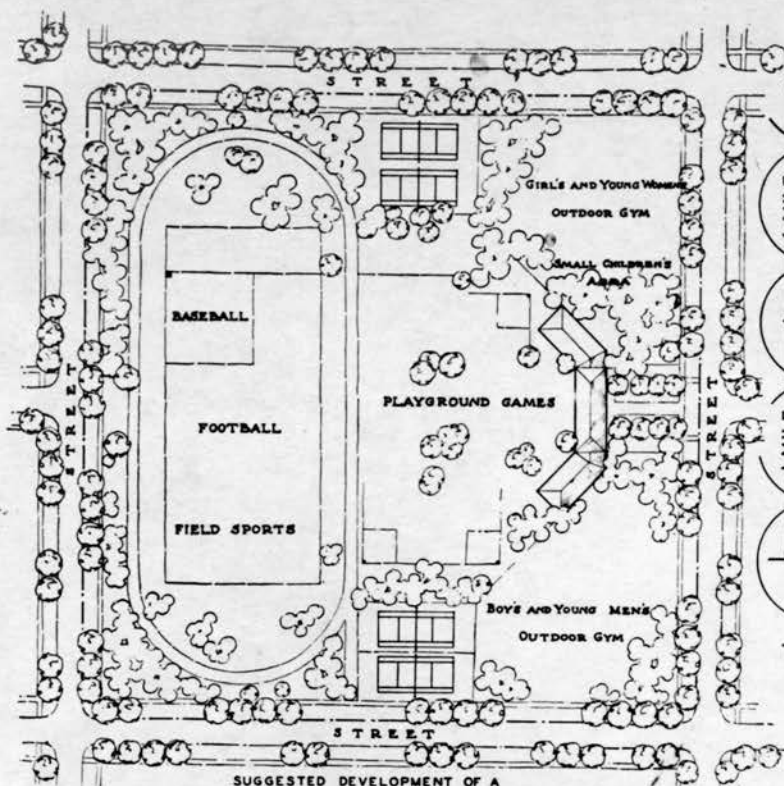 STREET
GIRL'S AND YOUNG WOMEN'S
OUTDOOR GYM
SMALL CHILDREN'S
AREA
BASEBALL
PLAYGROUND GAMES
FOOTBALL
STREET
STREET
FIELD SPORTS
BOY'S AND YOUNG MEN'S
OUTDOOR GYM
STREET
SUGGESTED DEVELOPMENT OF A